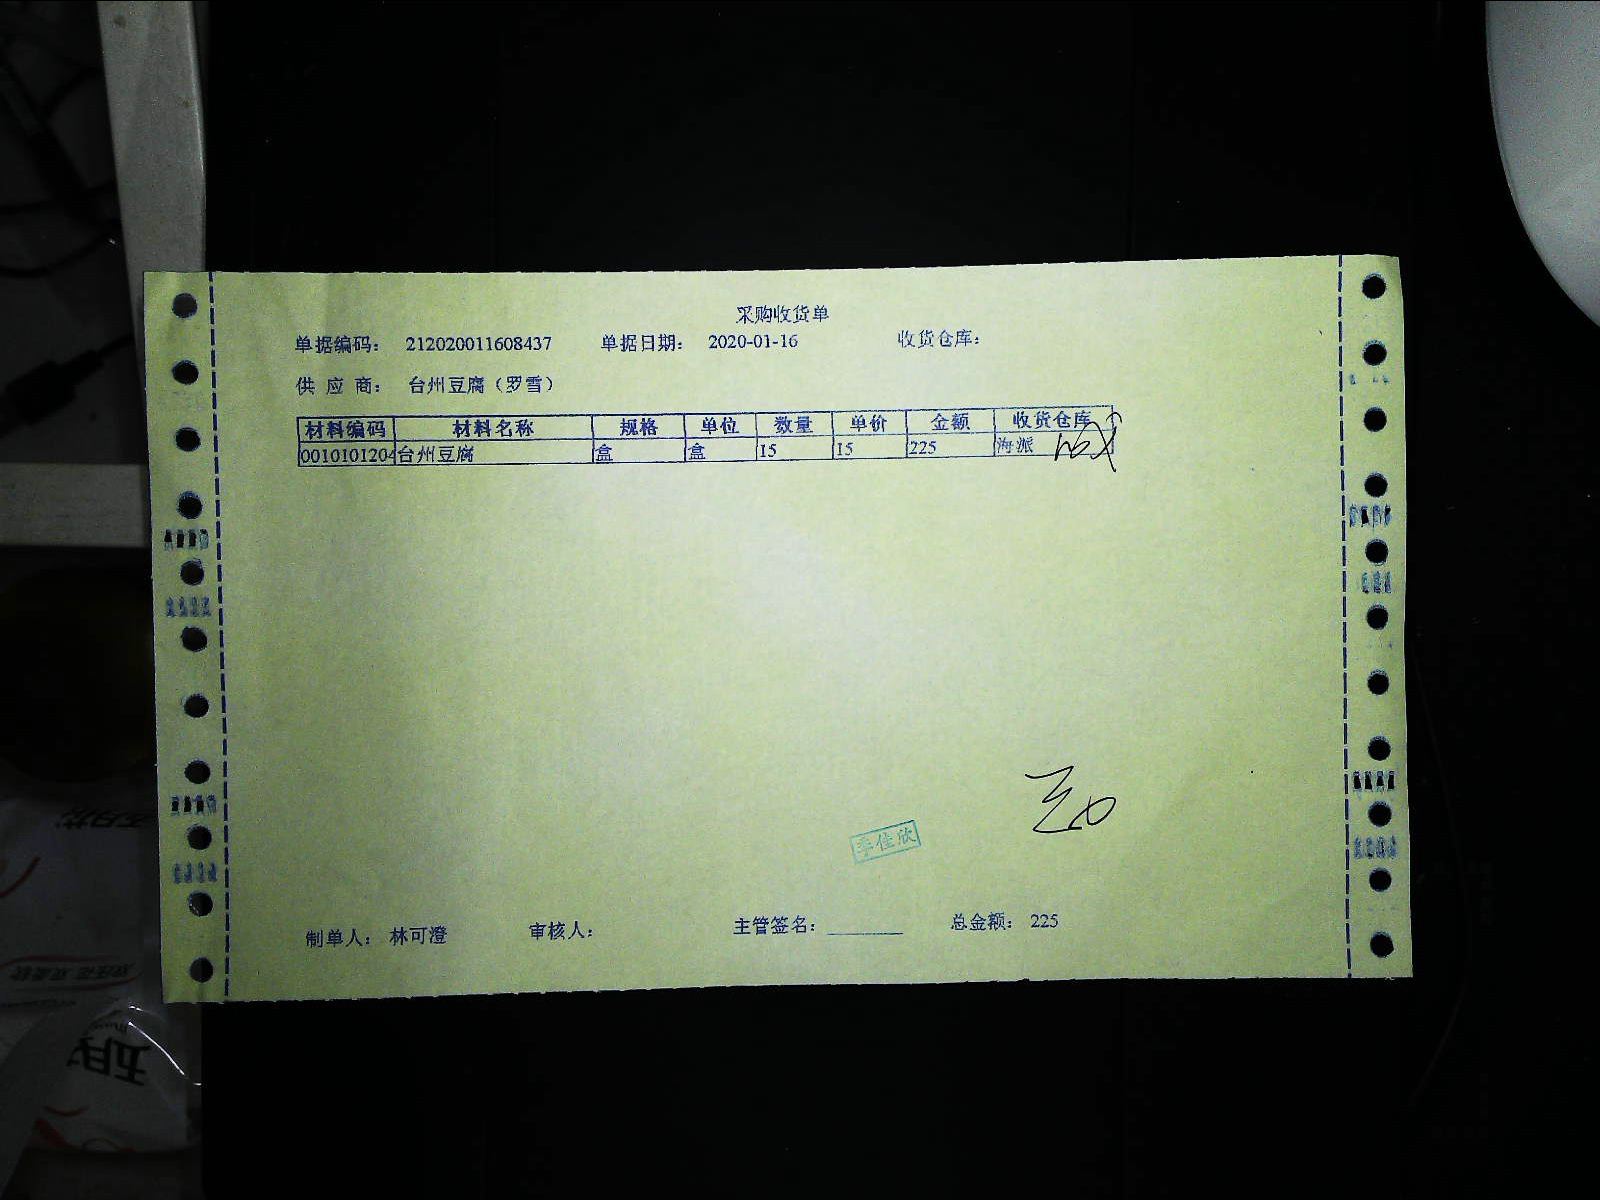 采购收货单
单据编码： 212020011608437 单据日期： 2020-01-16 收货仓库：
供 应 商： 台州豆腐（罗雪）
材料编码 材料名称 规格 单位 数量 单价 金额 收货仓库
0010101204 台州豆腐 盒 盒 15 15 225 海派
季佳欣
制单人： 林可澄 审核人： 主管签名： 总金额： 225